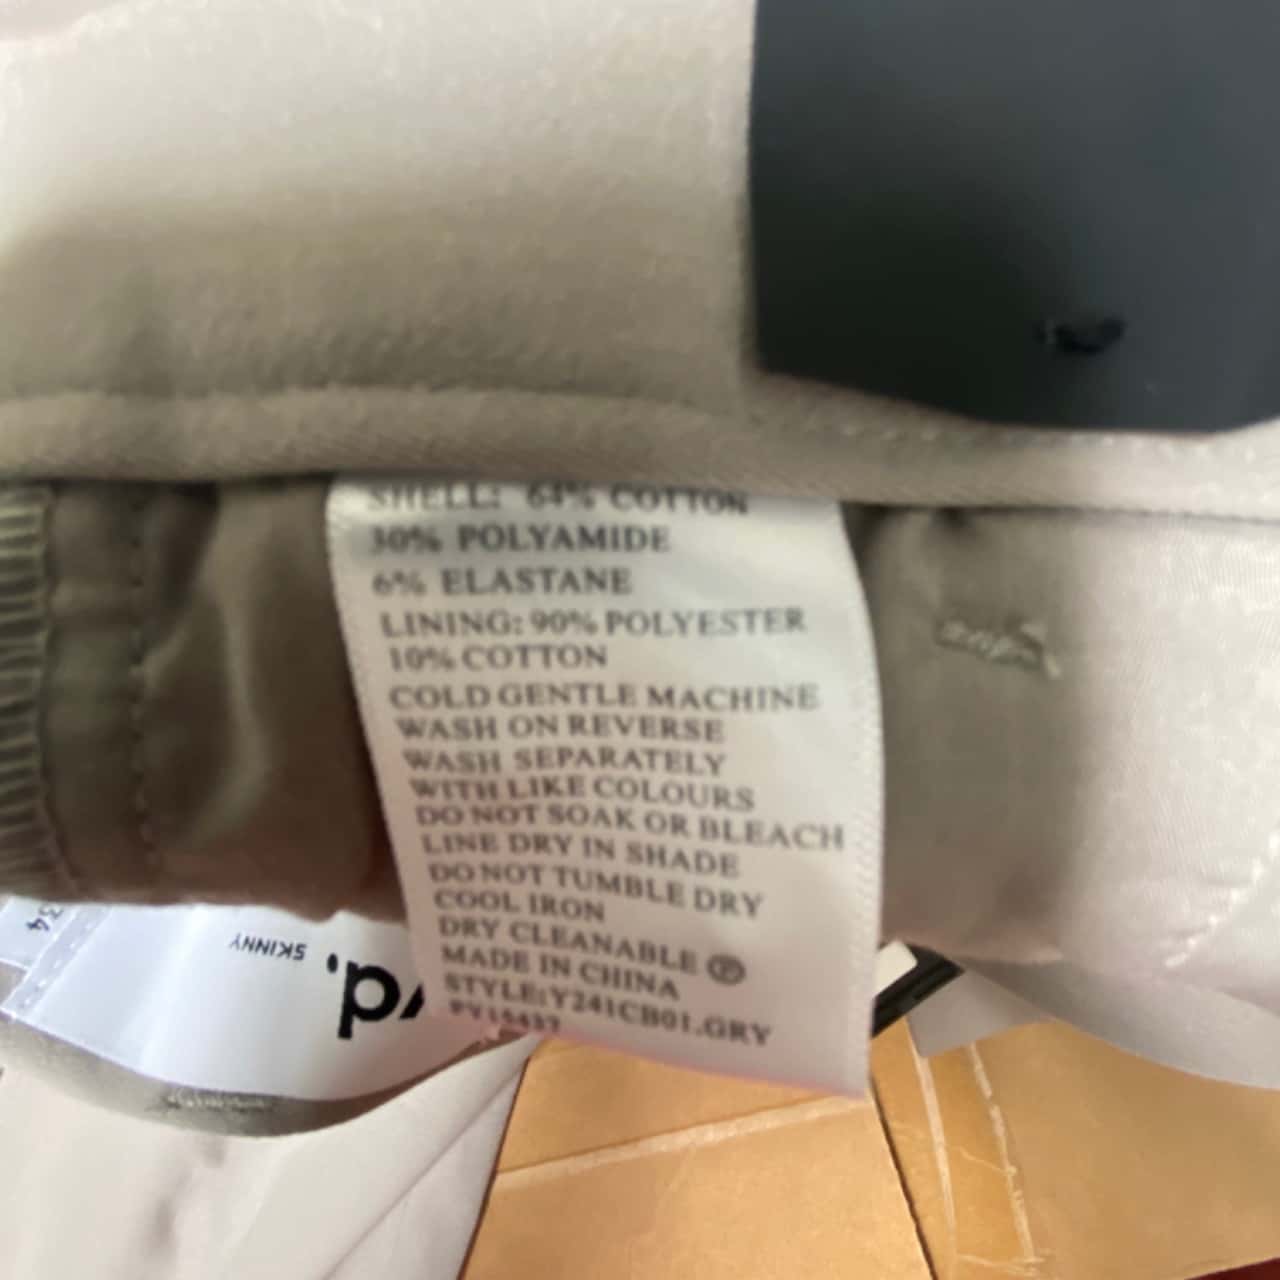 SHELL: 64% COTTON
30% POLYAMIDE
6% ELASTANE
LINING: 90% POLYESTER
10% COTTON
COLD GENTLE MACHINE
WASH ON REVERSE
WASH SEPARATELY
WITH LIKE COLOURS
DO NOT SOAK OR BLEACH
LINE DRY IN SHADE
DO NOT TUMBLE DRY
COOL IRON
DRY CLEANABLE Ⓟ
MADE IN CHINA
STYLE:Y241CB01.GRY
34
SKINNY
yd.